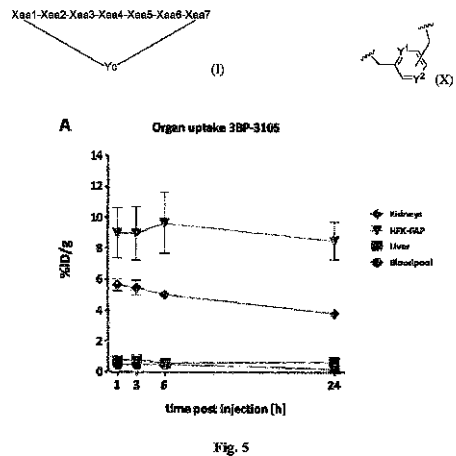 Xaa1-Xaa2-Xaa3-Xaa4-Xaa5-Xaa6-Xaa7
Yc
(I)
Y1
Y2
(X)
A
Organ uptake 3BP-3105
14
12
10
8
6
4
2
0
%ID/g
1 3 6 24
time post injection [h]
Kidneys
HEK-FAP
Liver
Bloodpool
Fig. 5